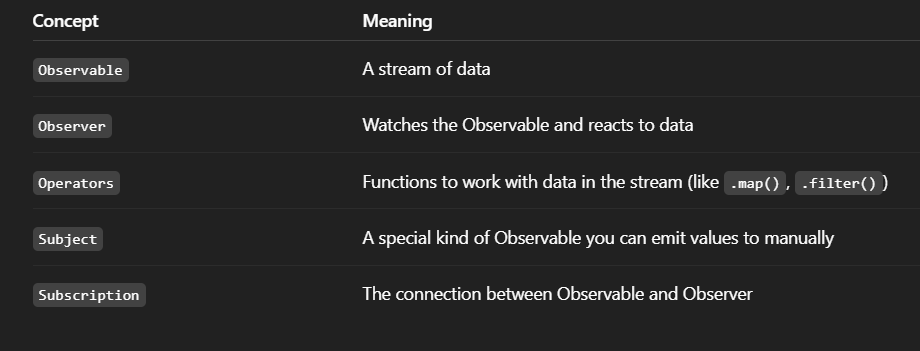 Concept Meaning
Observable A stream of data
Observer Watches the Observable and reacts to data
Operators Functions to work with data in the stream (like .map(), .filter())
Subject A special kind of Observable you can emit values to manually
Subscription The connection between Observable and Observer